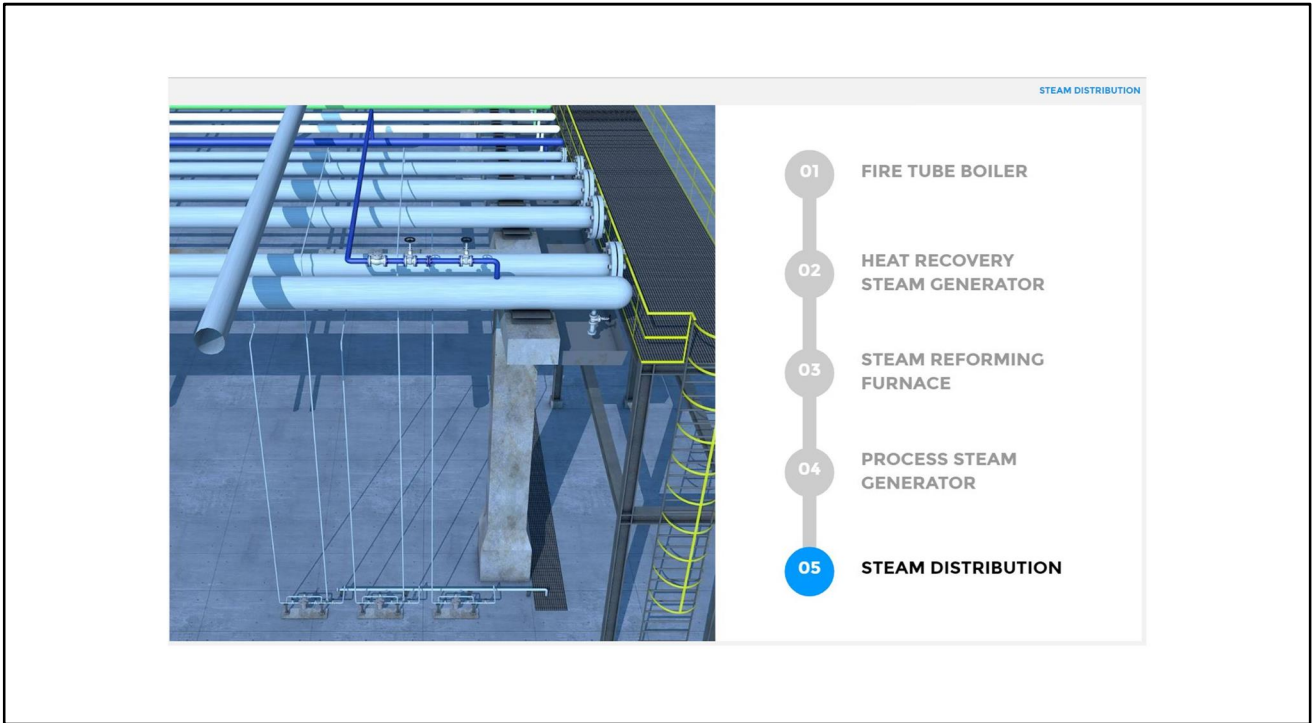 STEAM DISTRIBUTION
01
FIRE TUBE BOILER
02
HEAT RECOVERY
STEAM GENERATOR
03
STEAM REFORMING
FURNACE
04
PROCESS STEAM
GENERATOR
05
STEAM DISTRIBUTION